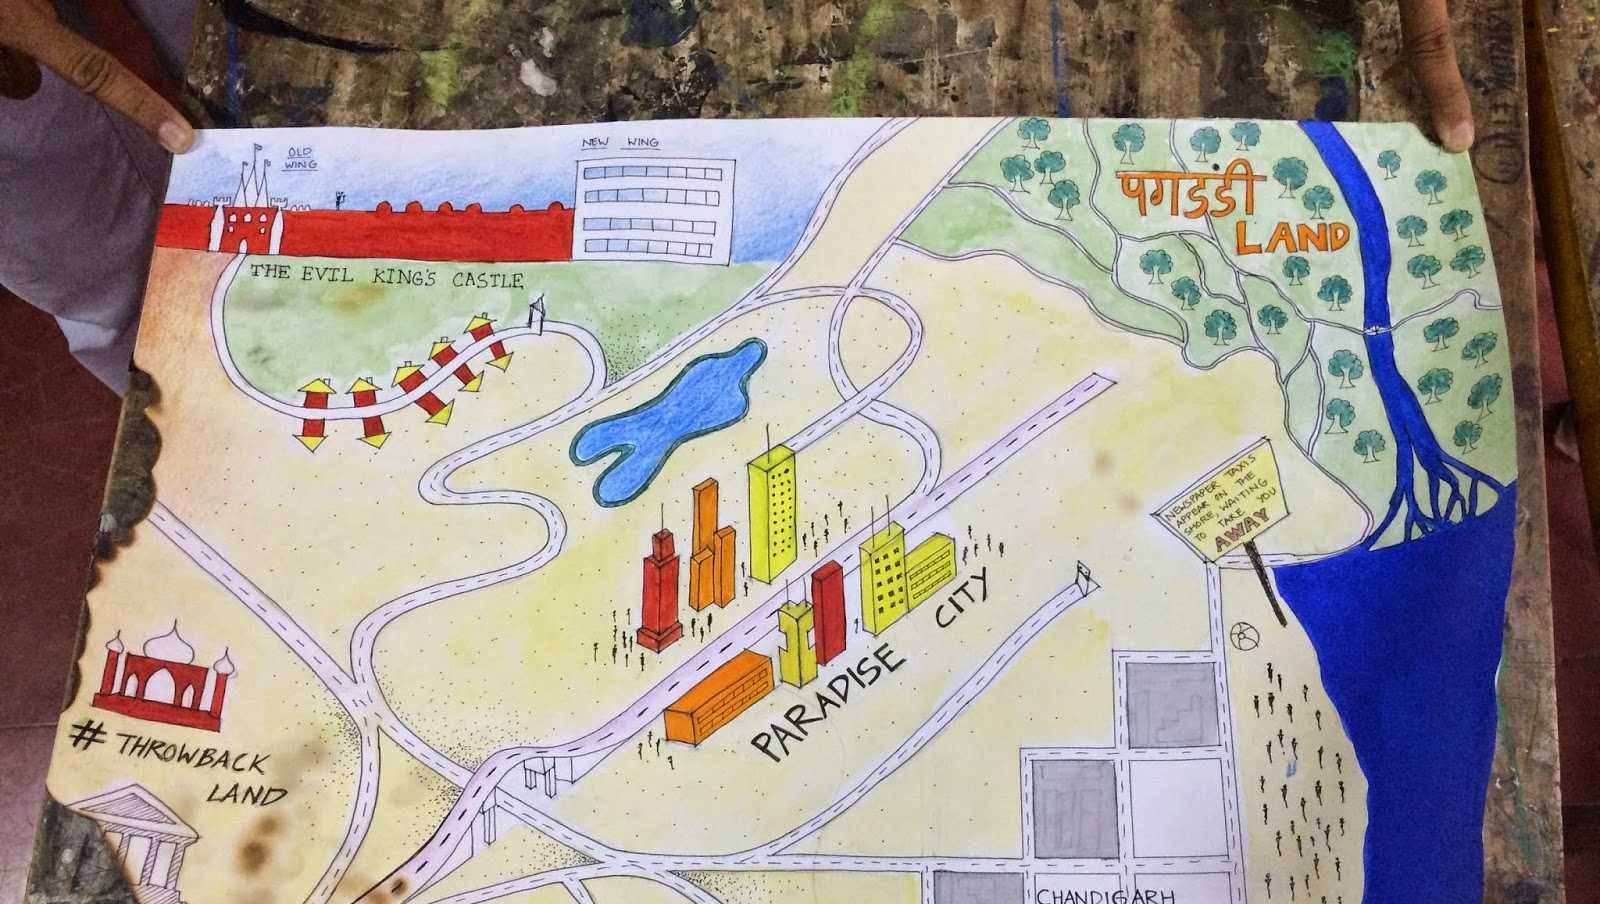 OLD
WING
NEW WING
THE EVIL KING'S CASTLE
पगडंडी
LAND
NEWSPAPER TAXIS
APPEAR ON THE
SHORE, WAITING
TO TAKE YOU
AWAY
PARADISE CITY
# THROWBACK
LAND
CHANDIGARH